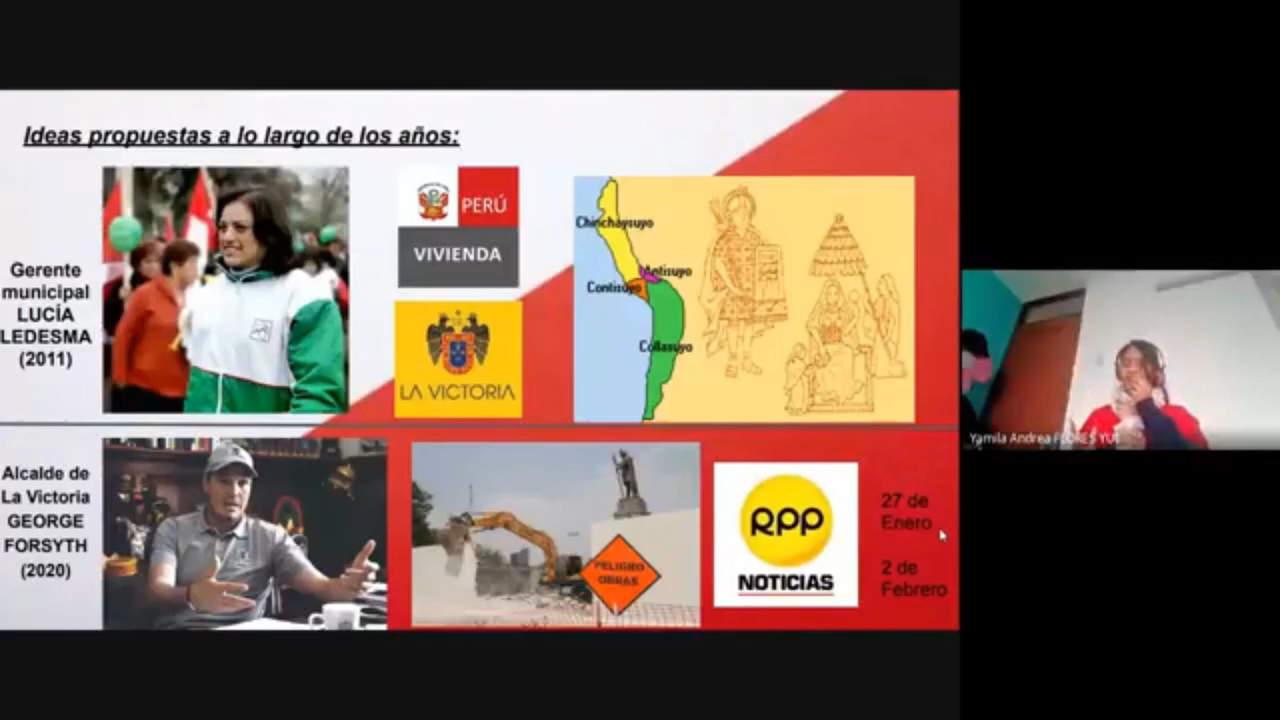 Ideas propuestas a lo largo de los años:
Gerente
municipal
LUCÍA
LEDESMA
(2011)
PERÚ
VIVIENDA
LA VICTORIA
Chinchaysuyo
Antisuyo
Contisuyo
Collasuyo
Alcalde de
La Victoria
GEORGE
FORSYTH
(2020)
PELIGRO
OBRAS
RPP
NOTICIAS
27 de
Enero
2 de
Febrero
Yamila Andrea FLORES YUI